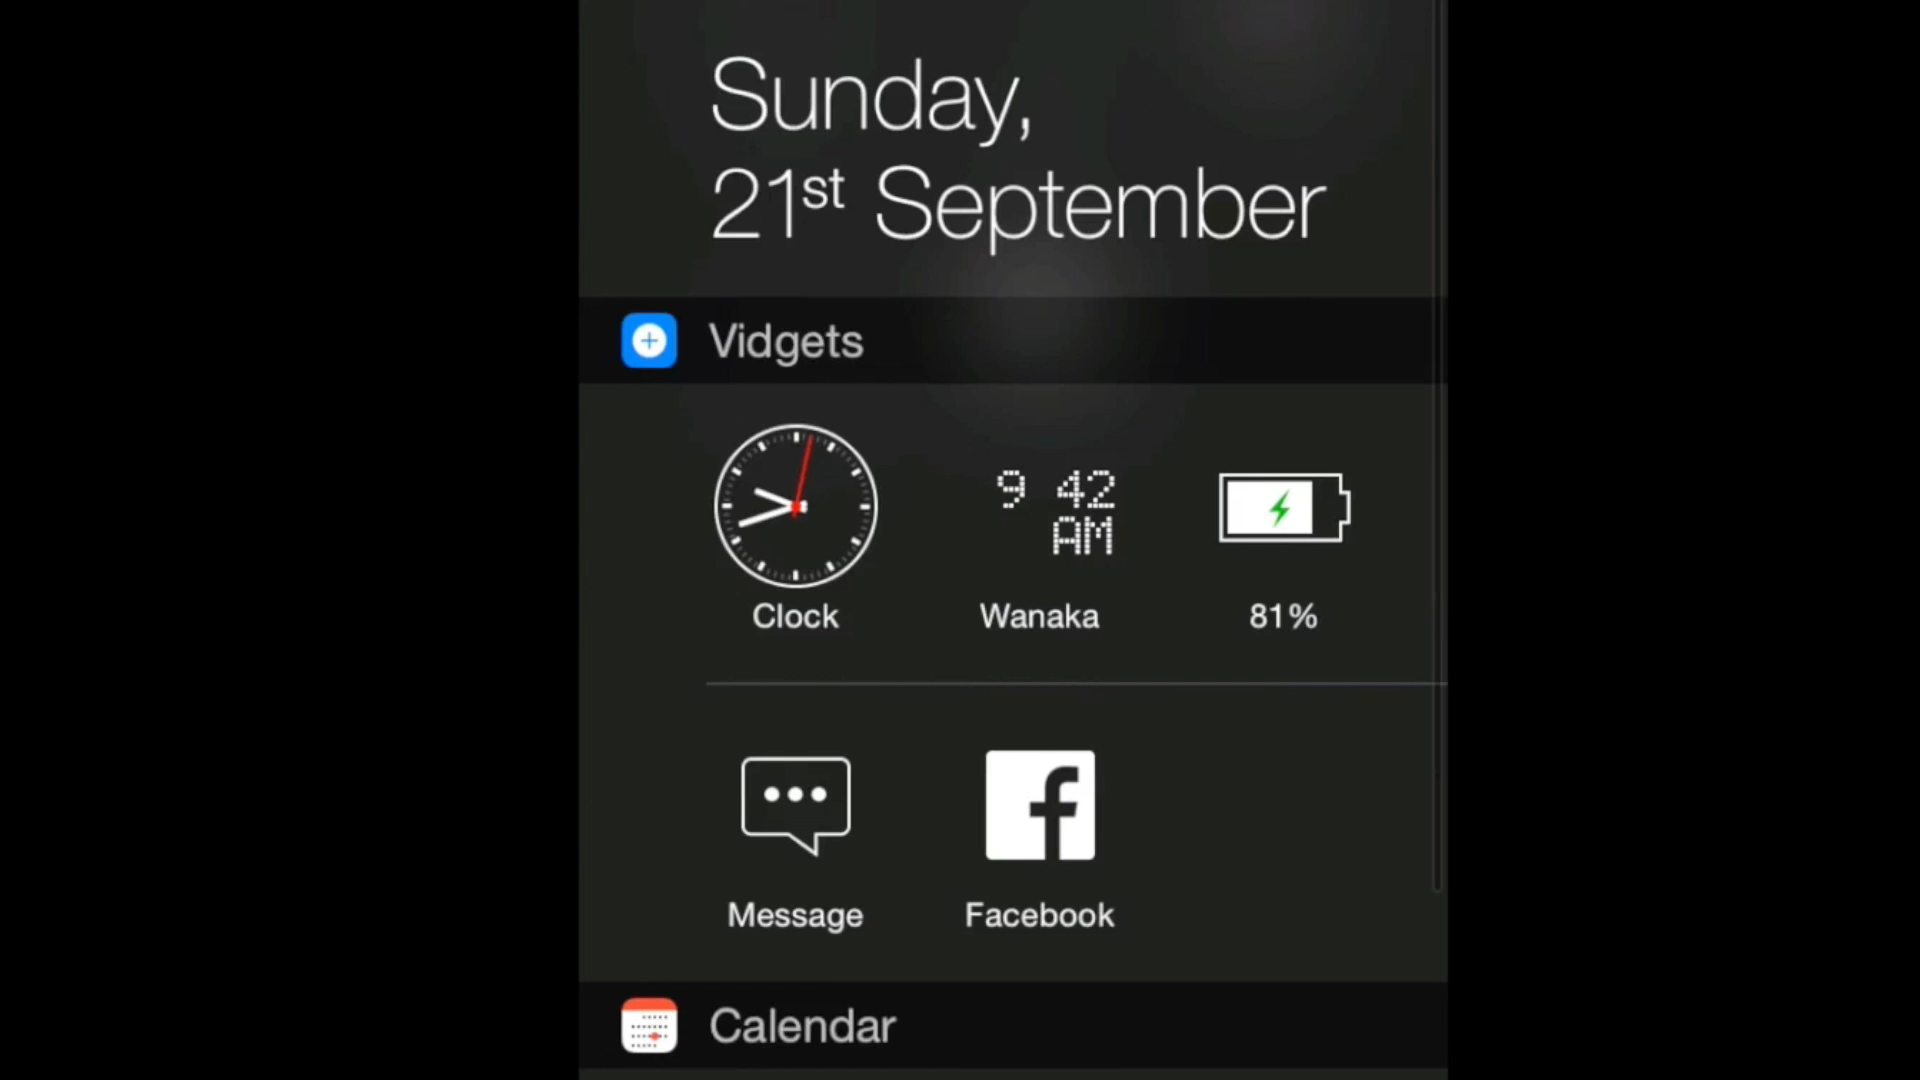 Sunday,
21st September
Vidgets
9 42
AM
Clock
Wanaka
81%
Message
Facebook
Calendar